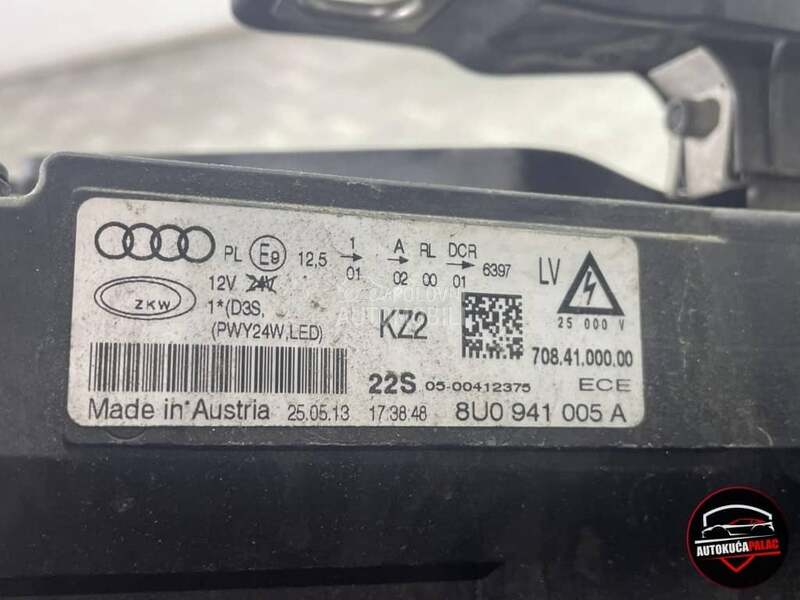 PL E9 12,5 1 → 01 A → 02 RL 00 DCR → 01 6397 LV
12V 24V
ZKW 1*(D3S,
(PWY24W,LED) KZ2 25 000 V
708.41.000.00
22S 05-00412375 ECE
Made in Austria 25.05.13 17:38:48 8U0 941 005 A
AUTOKUĆA PALAC